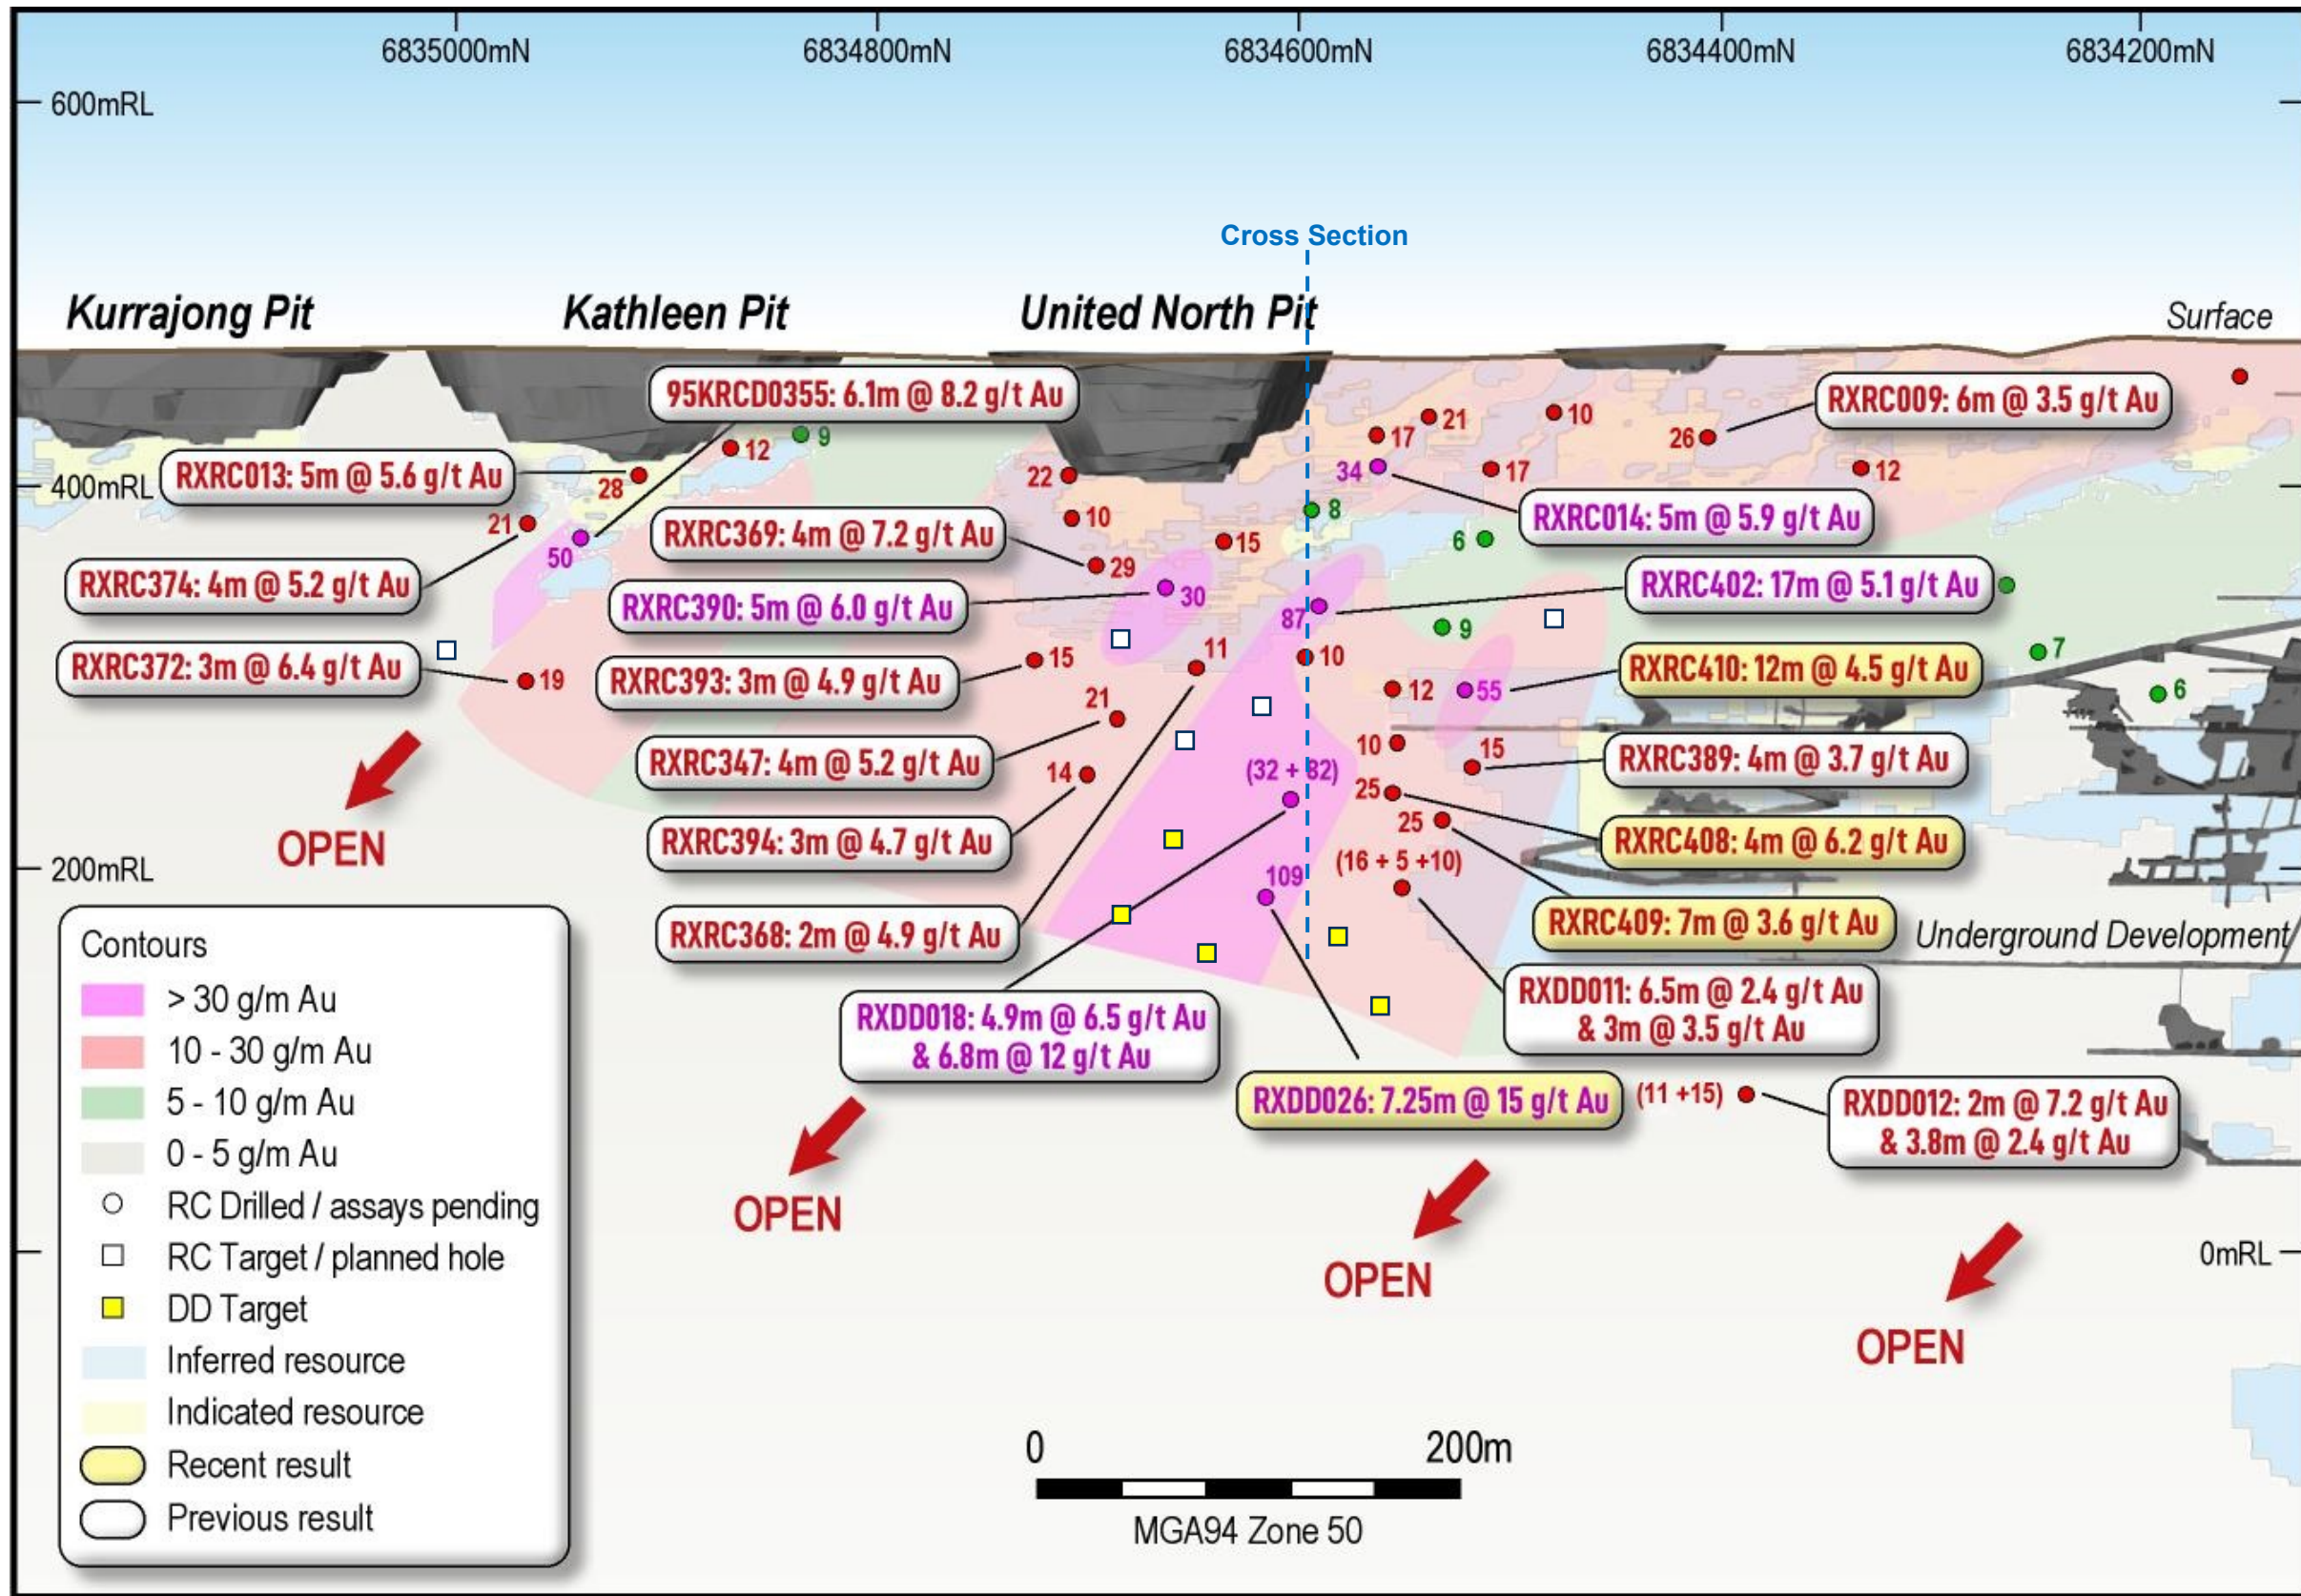 6835000mN
6834800mN
6834600mN
6834400mN
6834200mN
600mRL
Cross Section
Kurrajong Pit
Kathleen Pit
United North Pit
Surface
95KRCD0355: 6.1m @ 8.2 g/t Au
RXRC009: 6m @ 3.5 g/t Au
21
10
17
26
9
12
RXRC013: 5m @ 5.6 g/t Au
28
22
34
17
12
400mRL
21
10
8
RXRC014: 5m @ 5.9 g/t Au
RXRC369: 4m @ 7.2 g/t Au
15
6
50
29
RXRC374: 4m @ 5.2 g/t Au
RXRC390: 5m @ 6.0 g/t Au
30
87
RXRC402: 17m @ 5.1 g/t Au
9
RXRC372: 3m @ 6.4 g/t Au
19
RXRC393: 3m @ 4.9 g/t Au
15
11
10
7
RXRC410: 12m @ 4.5 g/t Au
12
55
6
21
RXRC347: 4m @ 5.2 g/t Au
10
15
RXRC389: 4m @ 3.7 g/t Au
14
(32 + 82)
25
OPEN
RXRC394: 3m @ 4.7 g/t Au
25
RXRC408: 4m @ 6.2 g/t Au
200mRL
109
(16 + 5 +10)
RXRC368: 2m @ 4.9 g/t Au
RXRC409: 7m @ 3.6 g/t Au
Underground Development
RXDD018: 4.9m @ 6.5 g/t Au
& 6.8m @ 12 g/t Au
RXDD011: 6.5m @ 2.4 g/t Au
& 3m @ 3.5 g/t Au
RXDD026: 7.25m @ 15 g/t Au
(11 +15)
RXDD012: 2m @ 7.2 g/t Au
& 3.8m @ 2.4 g/t Au
OPEN
OPEN
OPEN
0mRL
Contours
> 30 g/m Au
10 - 30 g/m Au
5 - 10 g/m Au
0 - 5 g/m Au
RC Drilled / assays pending
RC Target / planned hole
DD Target
Inferred resource
Indicated resource
Recent result
Previous result
0
200m
MGA94 Zone 50